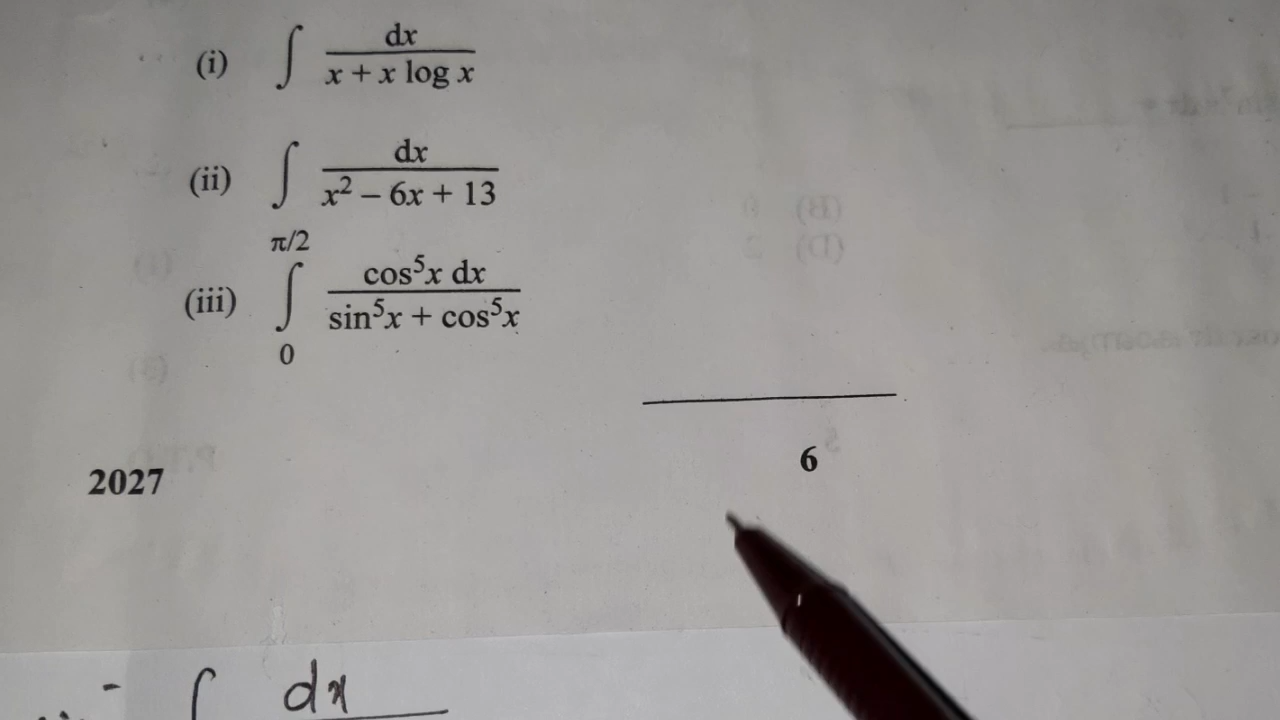 (i) ∫ dx / x + x log x
(ii) ∫ dx / x² – 6x + 13
(iii) ∫ 0 π/2 cos⁵x dx / sin⁵x + cos⁵x
2027
6
∫ dx